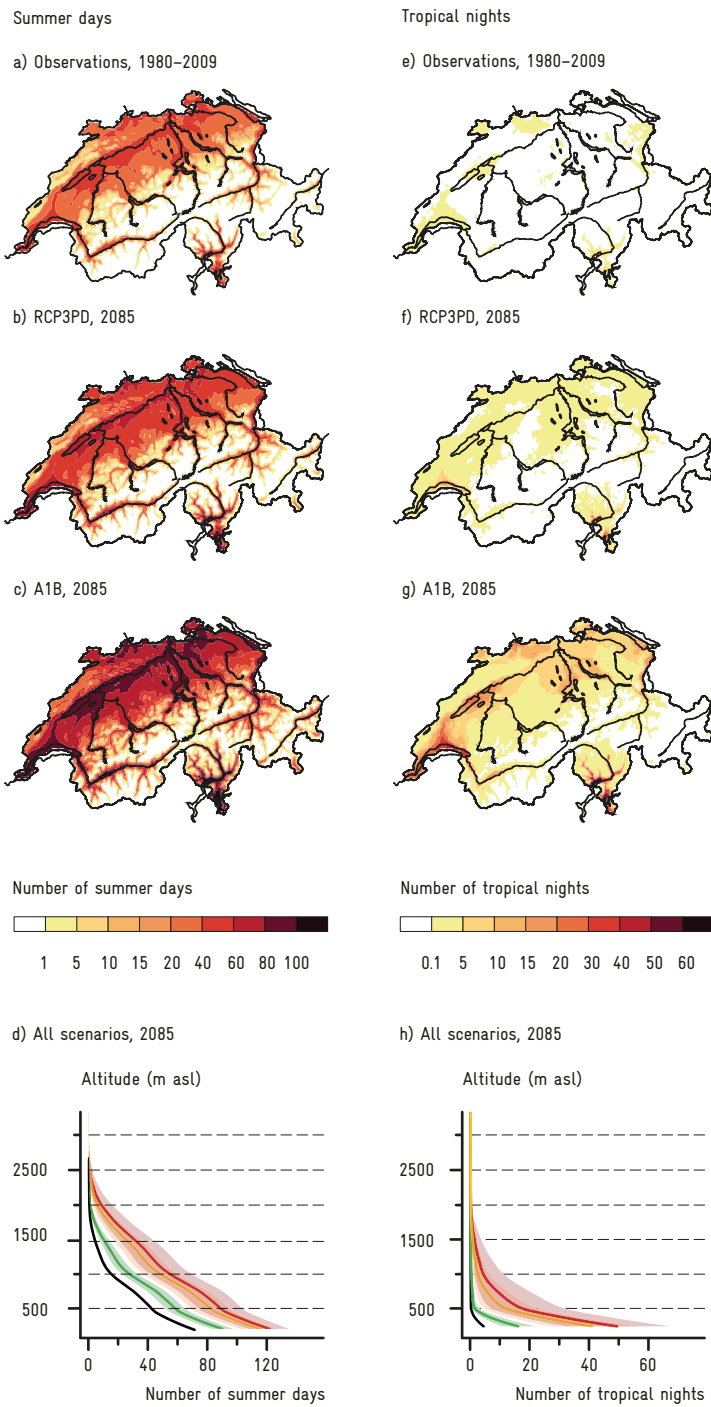 Summer days
a) Observations, 1980–2009
b) RCP3PD, 2085
c) A1B, 2085
Number of summer days
1 5 10 15 20 40 60 80 100
d) All scenarios, 2085
Altitude (m asl)
2500
1500
500
0 40 80 120
Number of summer days
Tropical nights
e) Observations, 1980–2009
f) RCP3PD, 2085
g) A1B, 2085
Number of tropical nights
0.1 5 10 15 20 30 40 50 60
h) All scenarios, 2085
Altitude (m asl)
2500
1500
500
0 20 40 60
Number of tropical nights